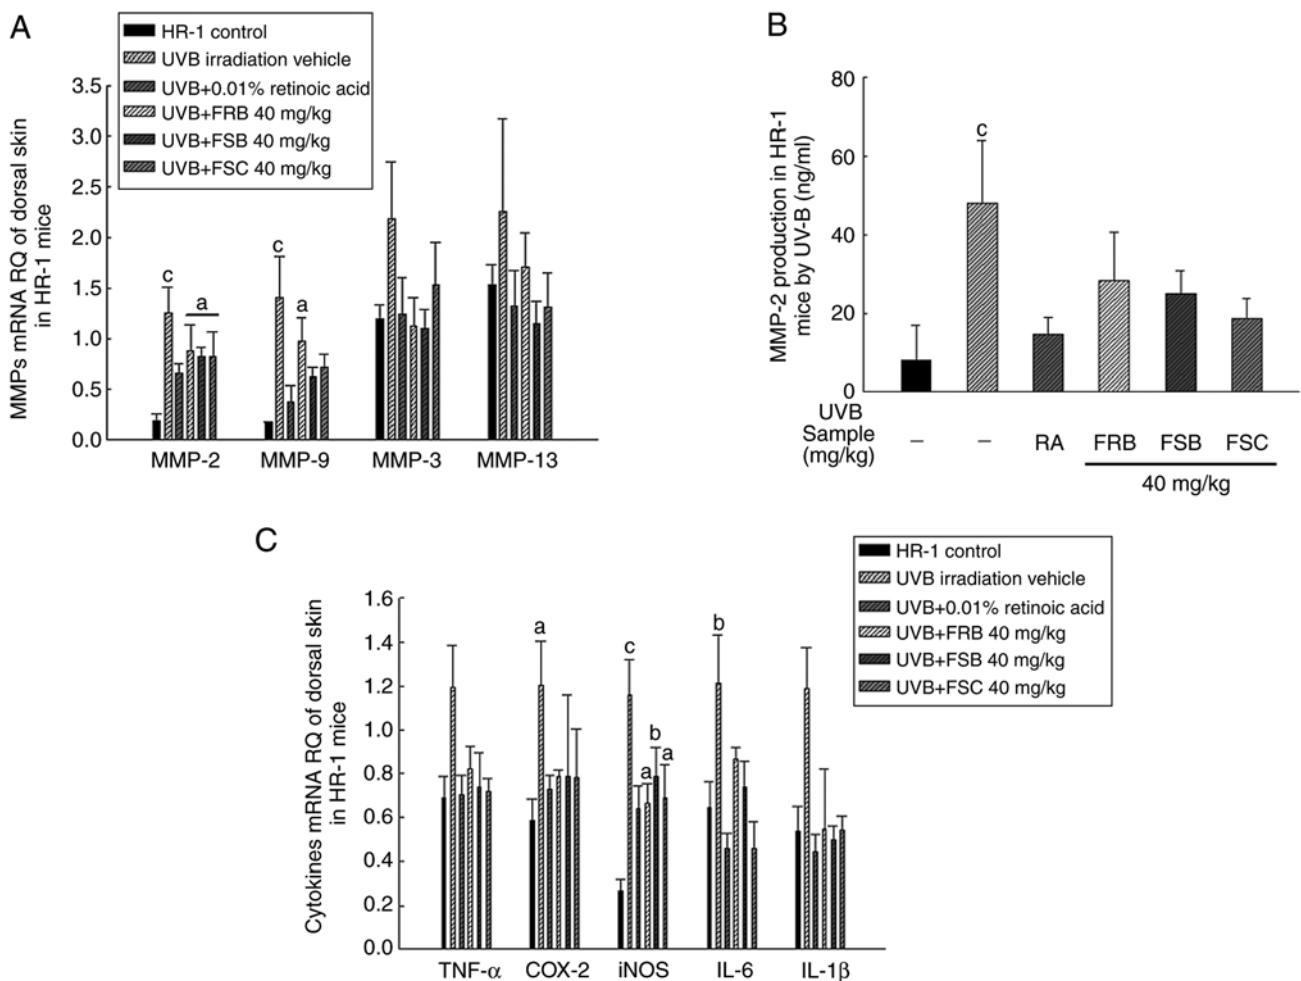 A
HR-1 control
UVB irradiation vehicle
UVB+0.01% retinoic acid
UVB+FRB 40 mg/kg
UVB+FSB 40 mg/kg
UVB+FSC 40 mg/kg
MMPs mRNA RQ of dorsal skin
in HR-1 mice
3.5
3.0
2.5
2.0
1.5
1.0
0.5
0.0
c
a
c
a
MMP-2
MMP-9
MMP-3
MMP-13
B
MMP-2 production in HR-1
mice by UV-B (ng/ml)
80
60
40
20
0
c
UVB
Sample
(mg/kg)
– – RA FRB FSB FSC
40 mg/kg
C
HR-1 control
UVB irradiation vehicle
UVB+0.01% retinoic acid
UVB+FRB 40 mg/kg
UVB+FSB 40 mg/kg
UVB+FSC 40 mg/kg
Cytokines mRNA RQ of dorsal skin
in HR-1 mice
1.6
1.4
1.2
1.0
0.8
0.6
0.4
0.2
0.0
a
c
a
b
a
b
TNF-α
COX-2
iNOS
IL-6
IL-1β